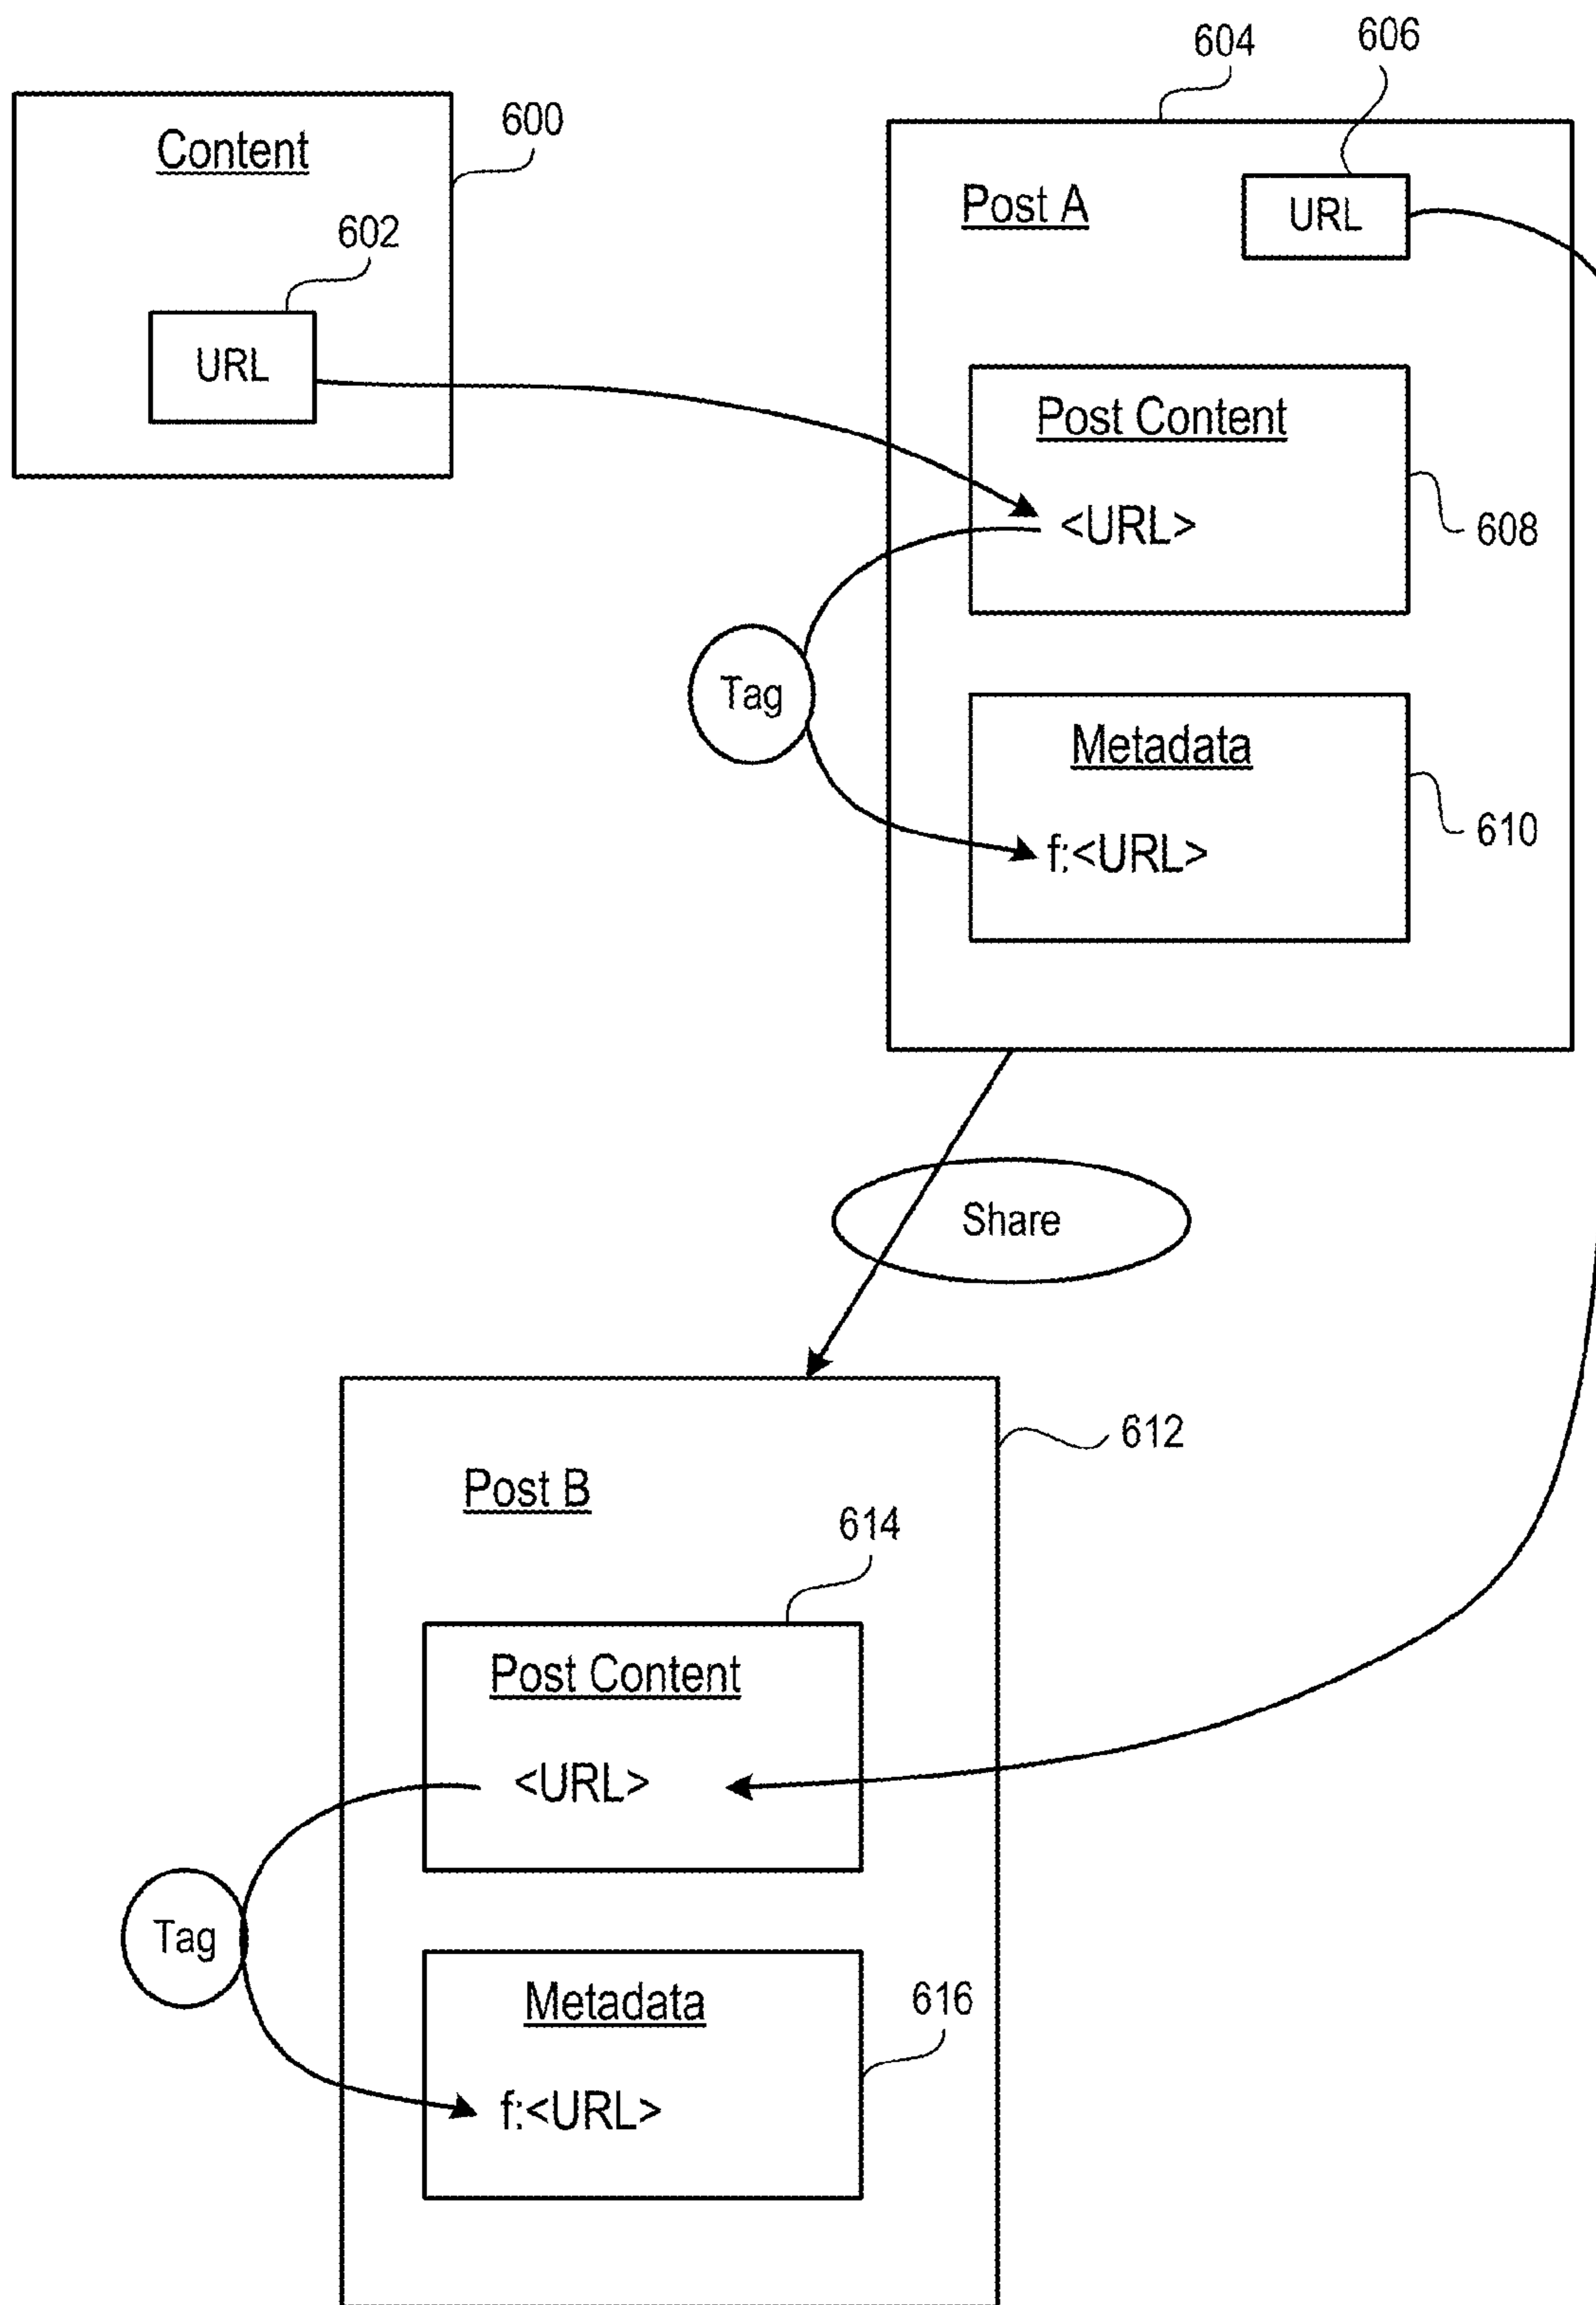 604
606
600
Content
Post A
URL
602
URL
Post Content
<URL>
608
Tag
Metadata
f:<URL>
610
Share
612
Post B
614
Post Content
<URL>
Tag
Metadata
616
f:<URL>